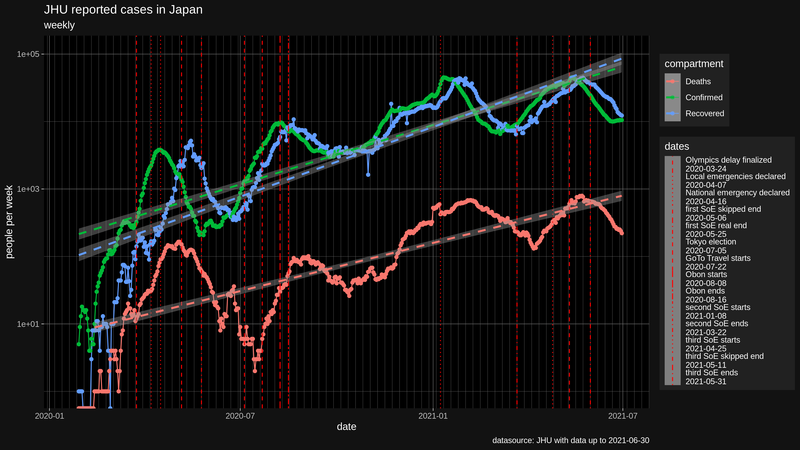 JHU reported cases in Japan
weekly
1e+05
1e+03
1e+01
people per week
2020-01
2020-07
2021-01
2021-07
date
compartment
Deaths
Confirmed
Recovered
dates
Olympics delay finalized
2020-03-24
Local emergencies declared
2020-04-07
National emergency declared
2020-04-16
first SoE skipped end
2020-05-06
first SoE real end
2020-05-25
Tokyo election
2020-07-05
GoTo Travel starts
2020-07-22
Obon starts
2020-08-08
Obon ends
2020-08-16
second SoE starts
2021-01-08
second SoE ends
2021-03-22
third SoE starts
2021-04-25
third SoE skipped end
2021-05-11
third SoE ends
2021-05-31
datasource: JHU with data up to 2021-06-30